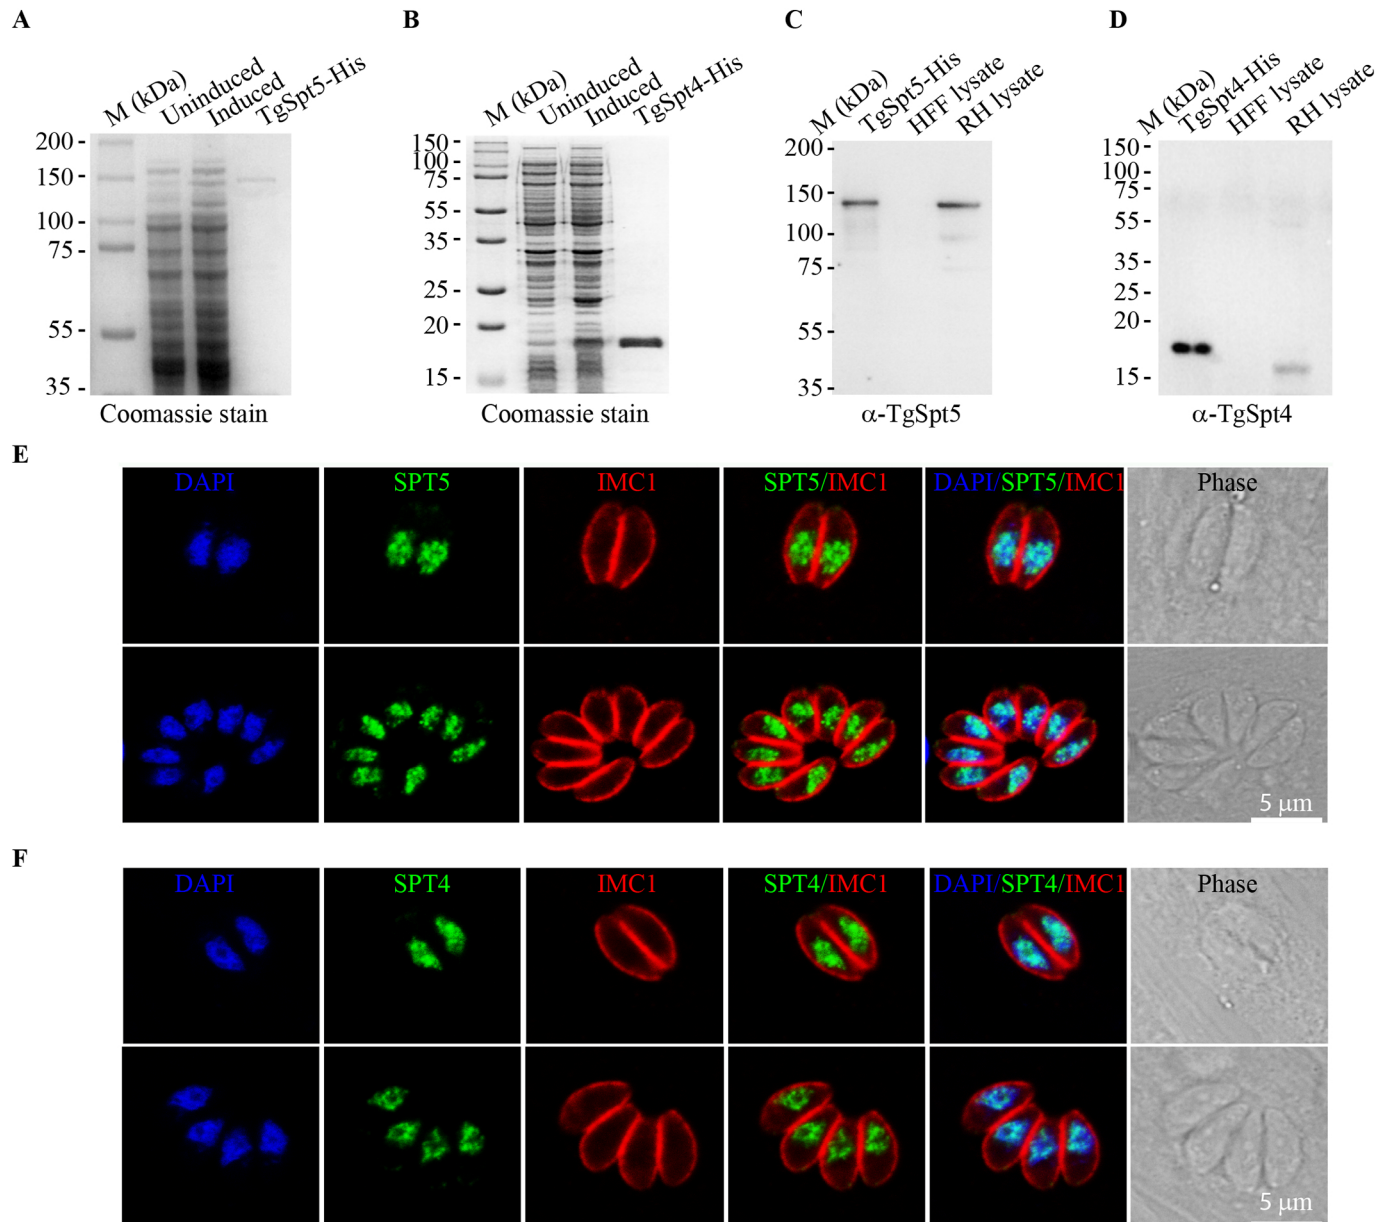 A
M (kDa)
Uninduced
Induced
TgSpt5-His
200
150
100
75
55
35
Coomassie stain
B
M (kDa)
Uninduced
Induced
TgSpt4-His
150
100
75
55
35
25
20
15
Coomassie stain
C
M (kDa)
TgSpt5-His
HFF lysate
RH lysate
200
150
100
75
55
35
α-TgSpt5
D
M (kDa)
TgSpt4-His
HFF lysate
RH lysate
150
100
75
55
35
25
20
15
α-TgSpt4
E
DAPI
SPT5
IMC1
SPT5/IMC1
DAPI/SPT5/IMC1
Phase
5 μm
F
DAPI
SPT4
IMC1
SPT4/IMC1
DAPI/SPT4/IMC1
Phase
5 μm